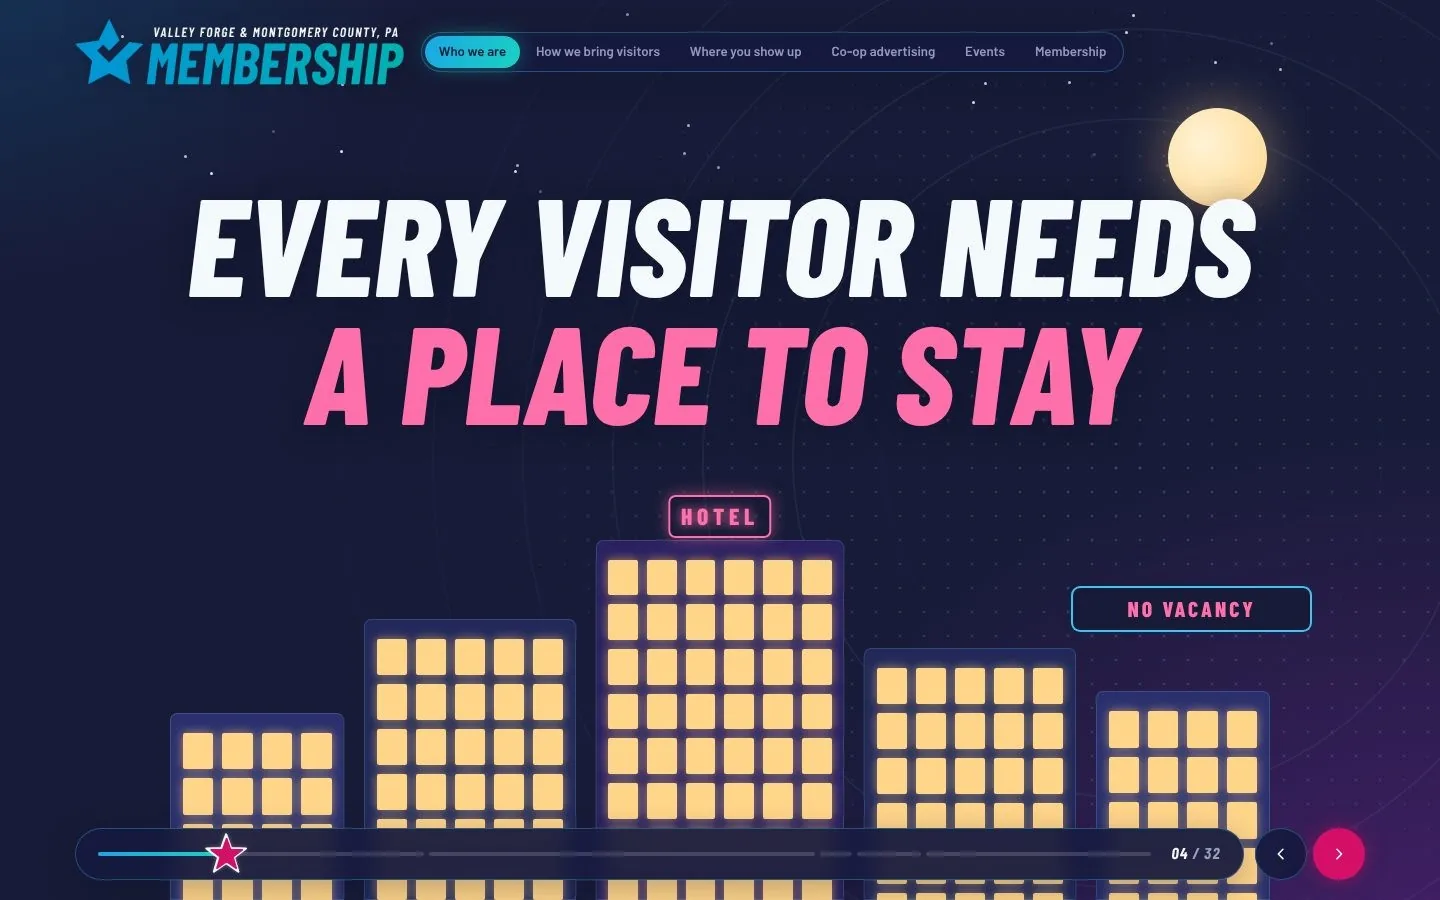 VALLEY FORGE & MONTGOMERY COUNTY, PA
MEMBERSHIP
Who we are
How we bring visitors
Where you show up
Co-op advertising
Events
Membership
EVERY VISITOR NEEDS
A PLACE TO STAY
HOTEL
NO VACANCY
04 / 32